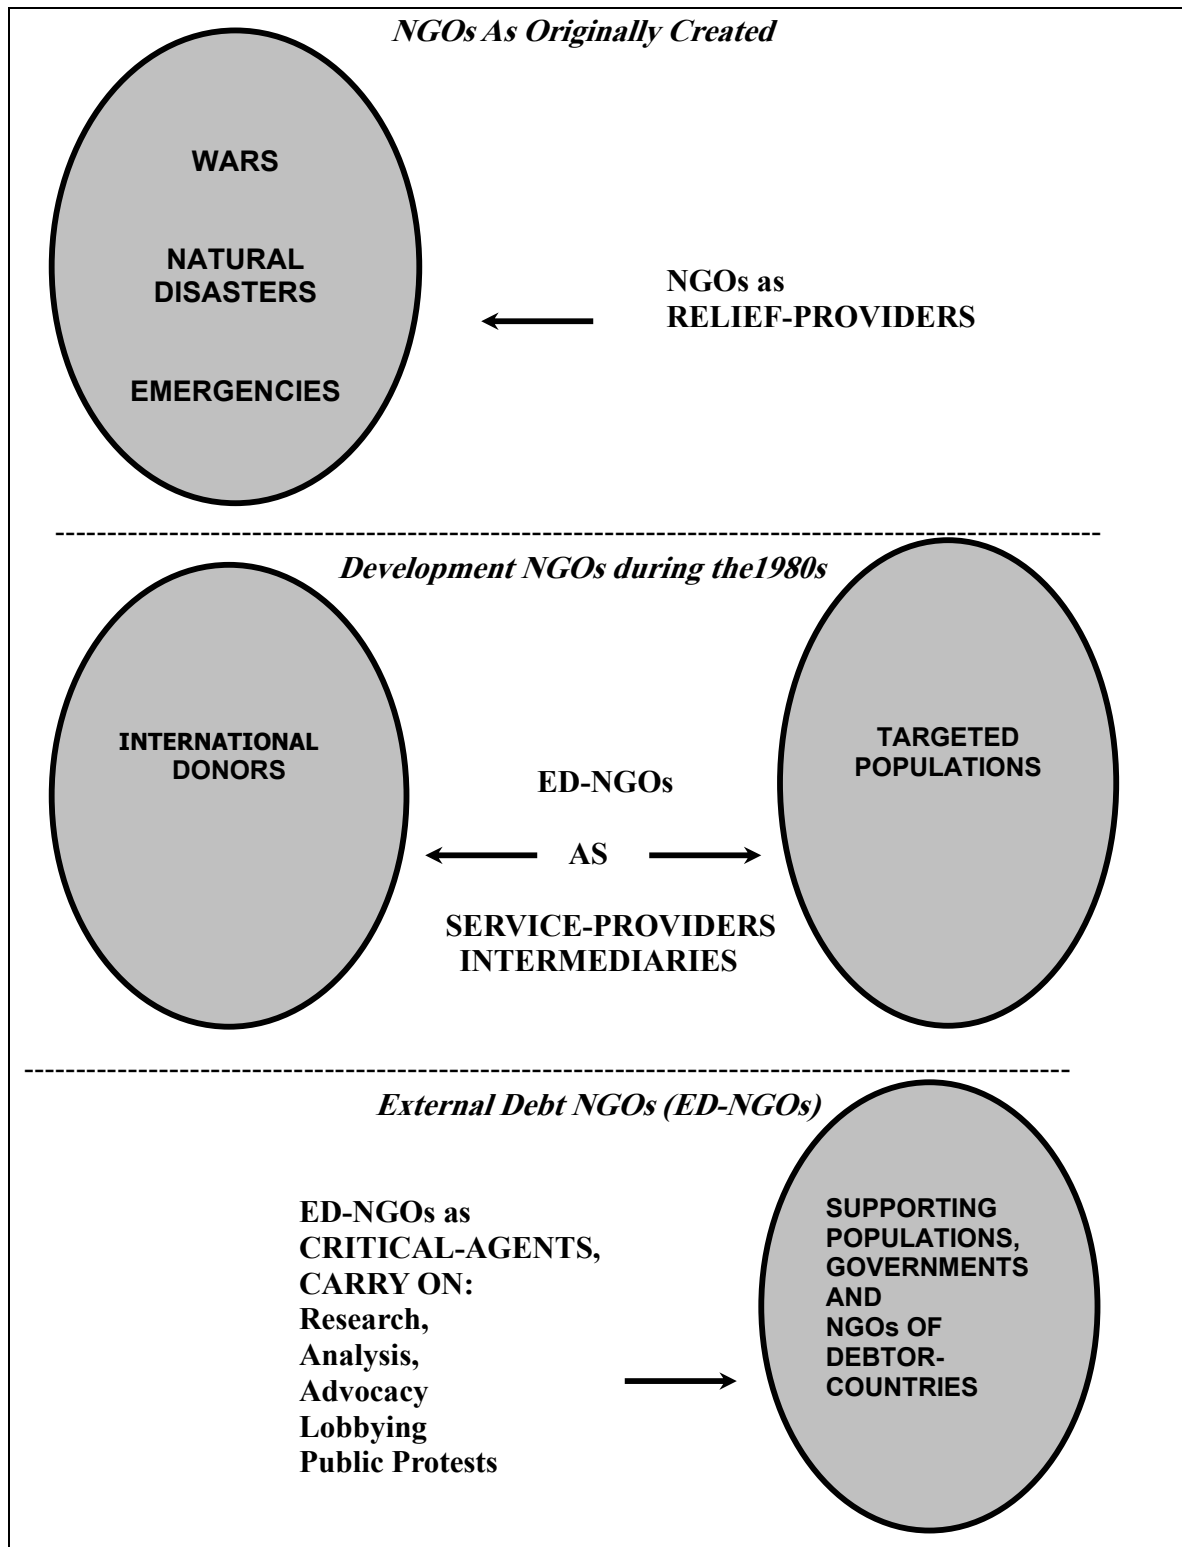 NGOs As Originally Created
WARS
NATURAL
DISASTERS
EMERGENCIES
NGOs as
RELIEF-PROVIDERS
Development NGOs during the1980s
INTERNATIONAL
DONORS
ED-NGOs
AS
SERVICE-PROVIDERS
INTERMEDIARIES
TARGETED
POPULATIONS
External Debt NGOs (ED-NGOs)
ED-NGOs as
CRITICAL-AGENTS,
CARRY ON:
Research,
Analysis,
Advocacy
Lobbying
Public Protests
SUPPORTING
POPULATIONS,
GOVERNMENTS
AND
NGOs OF
DEBTOR-
COUNTRIES